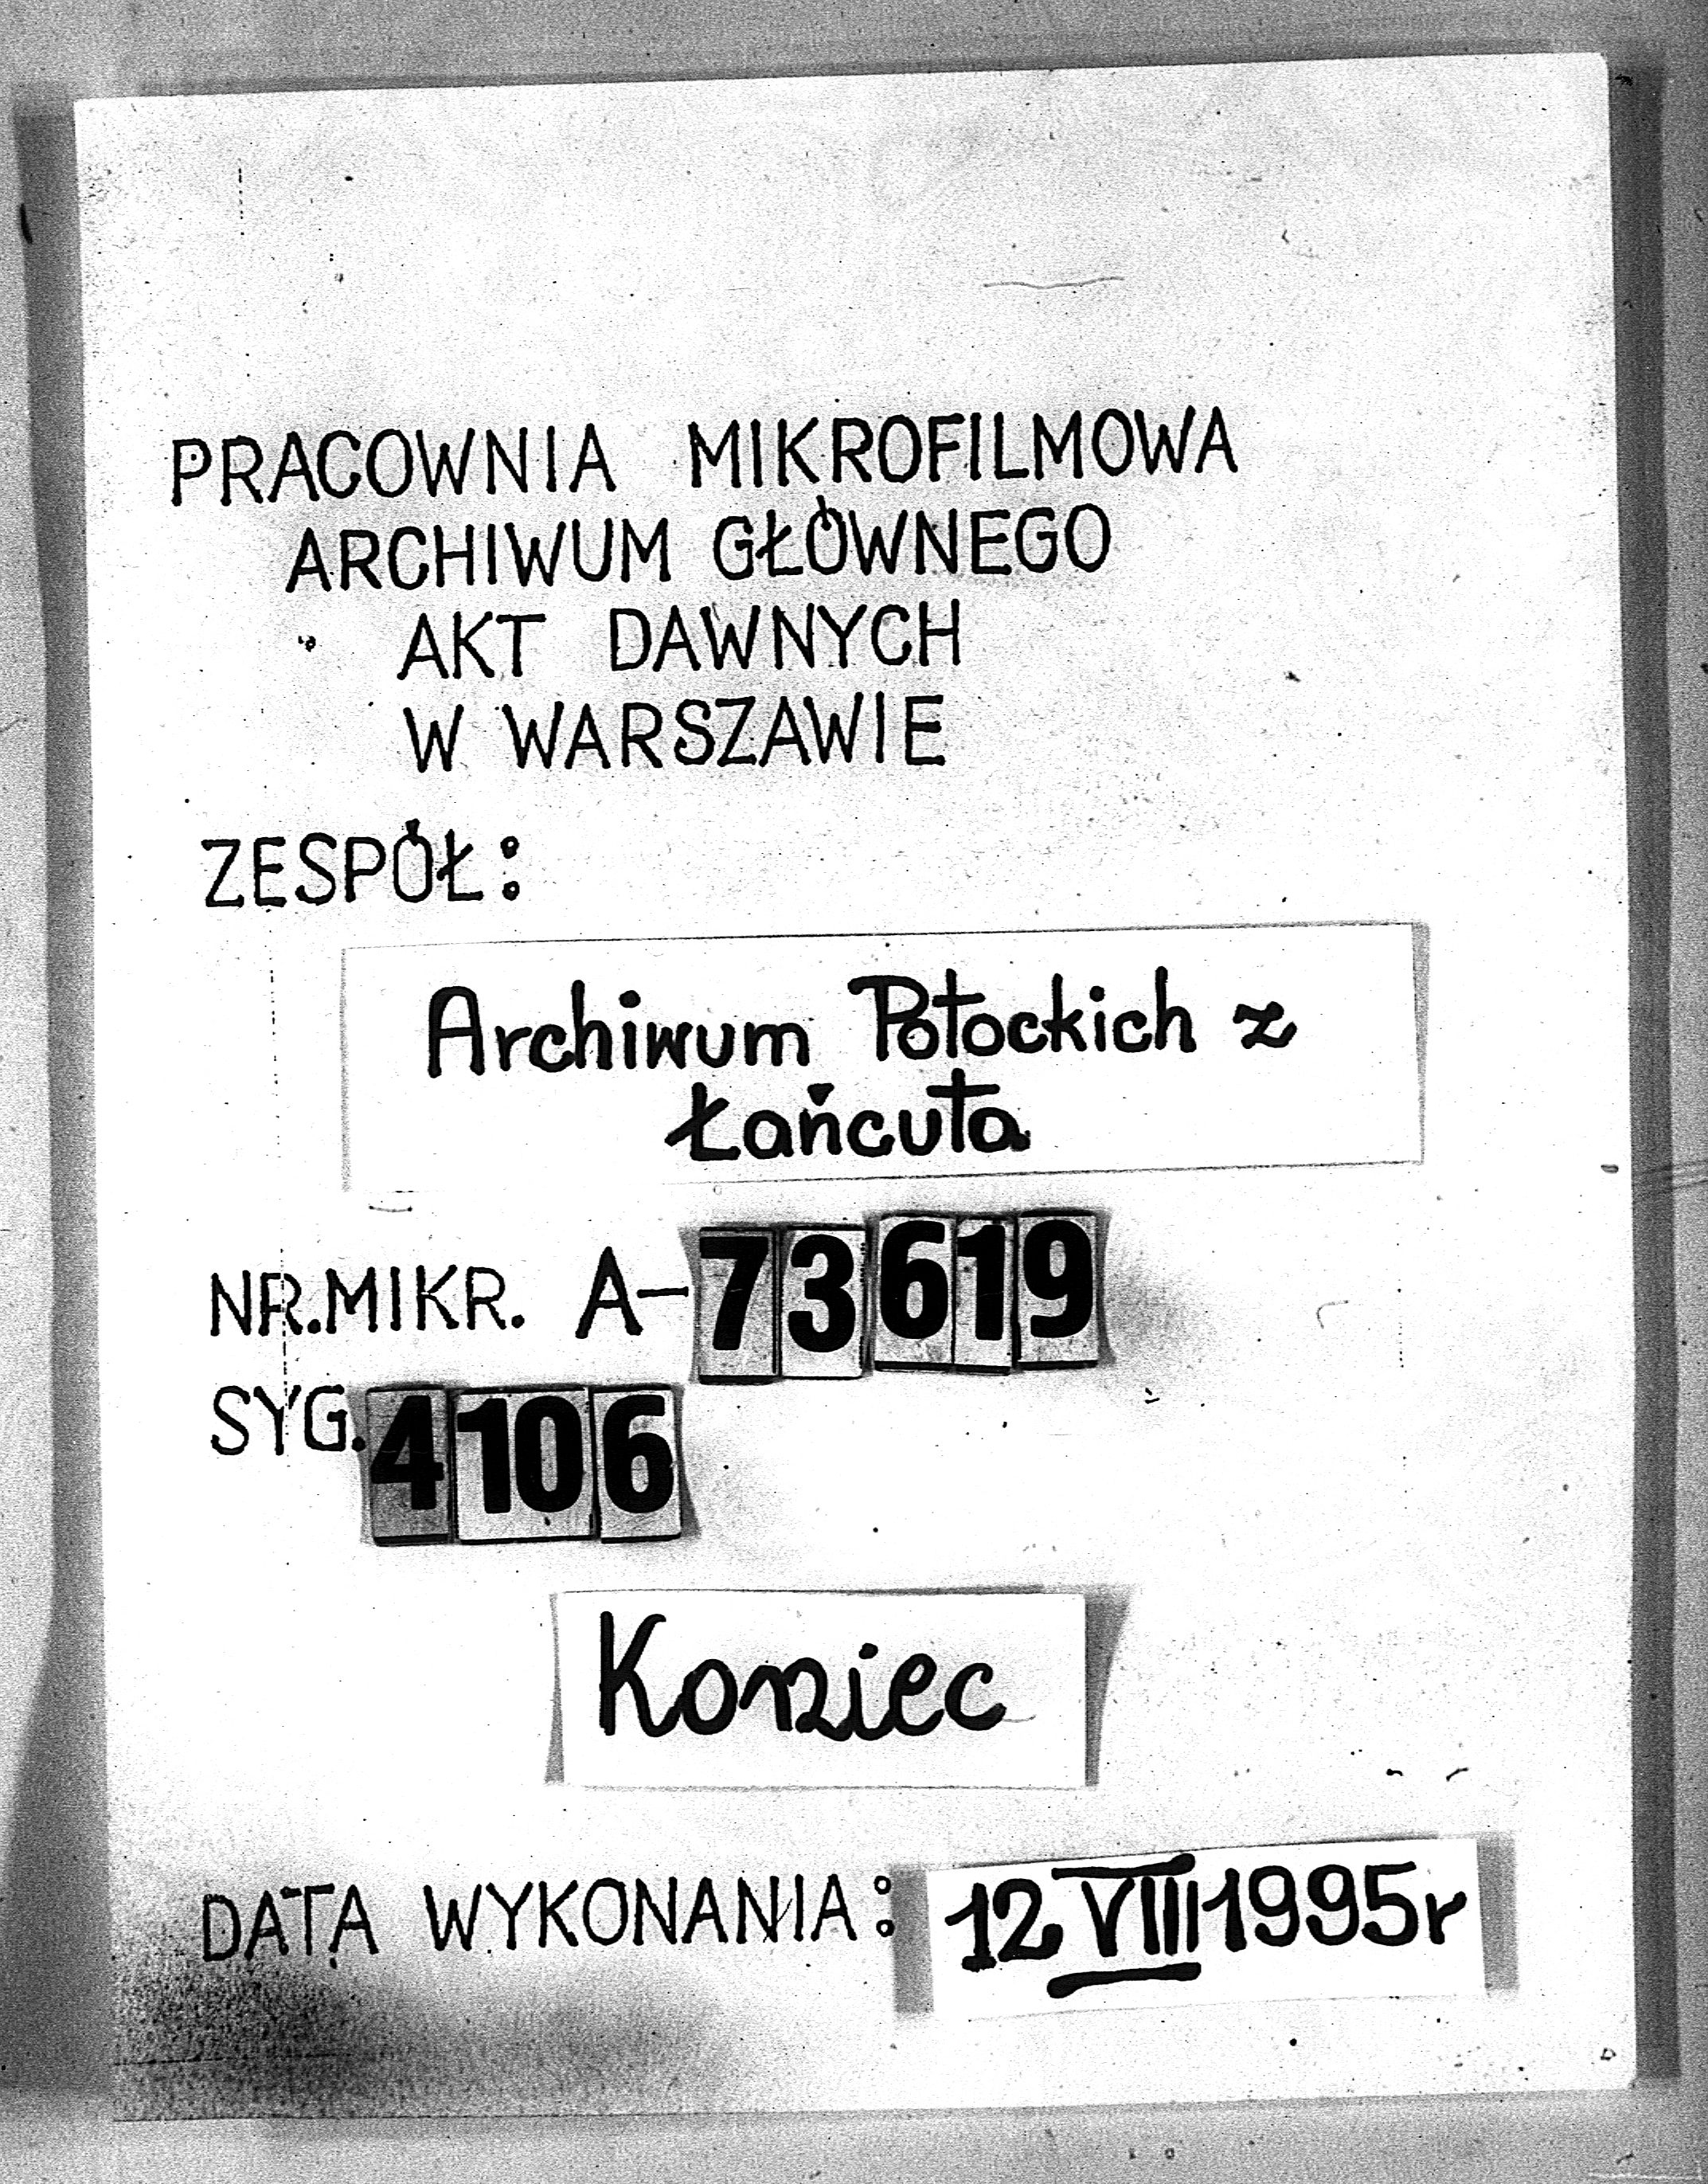 PRACOWNIA MIKROFILMOWA
ARCHIWUM GŁÓWNEGO
AKT DAWNYCH
W WARSZAWIE
ZESPÓŁ:
Archiwum Potockich z
Łańcuta
NR.MIKR. A-73619
SYG. 4106
Koniec
DATA WYKONANIA: 12 VIII 1995r